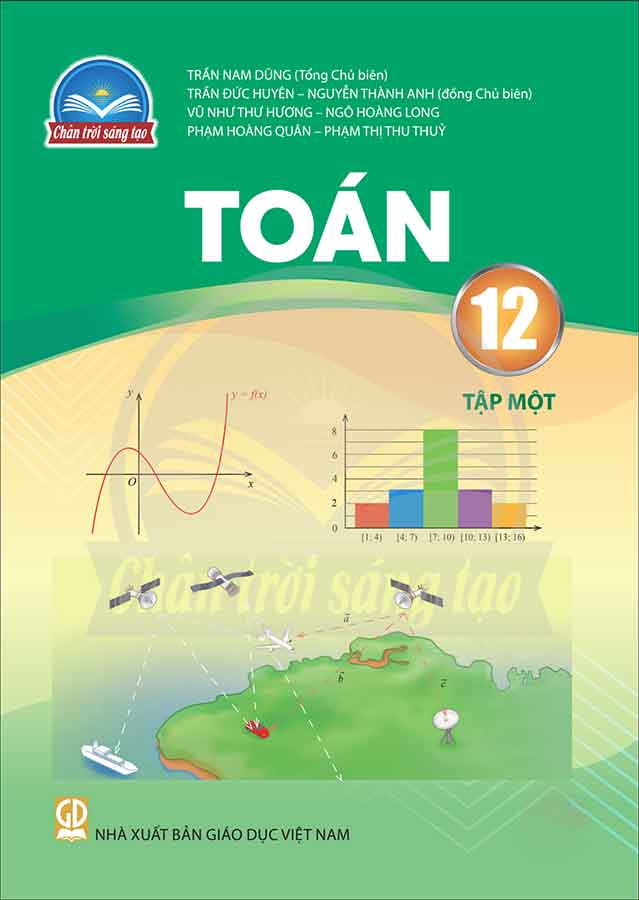 TRẦN NAM DŨNG (Tổng Chủ biên)
TRẦN ĐỨC HUYÊN – NGUYỄN THÀNH ANH (đồng Chủ biên)
VŨ NHƯ THƯ HƯƠNG – NGÔ HOÀNG LONG
PHẠM HOÀNG QUÂN – PHẠM THỊ THU THUỶ
Chân trời sáng tạo
TOÁN
12
TẬP MỘT
y
y = f(x)
O
x
8
6
4
2
0
[1; 4) [4; 7) [7; 10) [10; 13) [13; 16)
Chân trời sáng tạo
a
b
c
GD
NHÀ XUẤT BẢN GIÁO DỤC VIỆT NAM